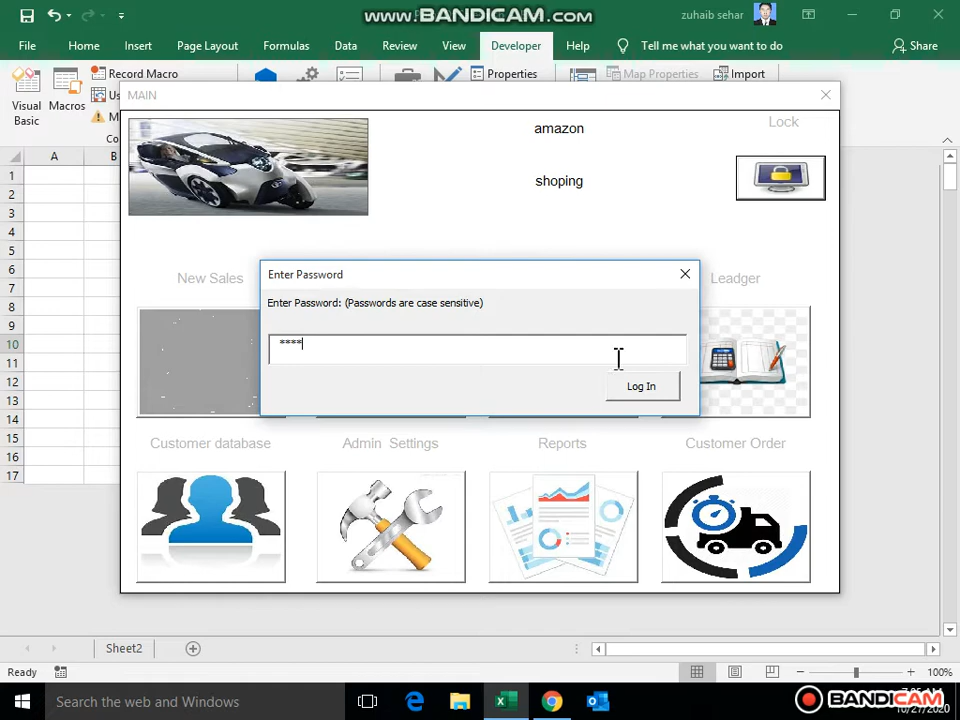 www.BANDICAM.com
zuhaib sehar
File Home Insert Page Layout Formulas Data Review View Developer Help Tell me what you want to do Share
Visual Basic
Macros
Record Macro
Properties
Map Properties
Import
MAIN
amazon
shoping
Lock
New Sales
Leadger
Enter Password
Enter Password: (Passwords are case sensitive)
****
Log In
Customer database
Admin Settings
Reports
Customer Order
A
B
1
2
3
4
5
6
7
8
9
10
11
12
13
14
15
16
17
Sheet2
Ready
100%
Search the web and Windows
10/27/2020
BANDICAM